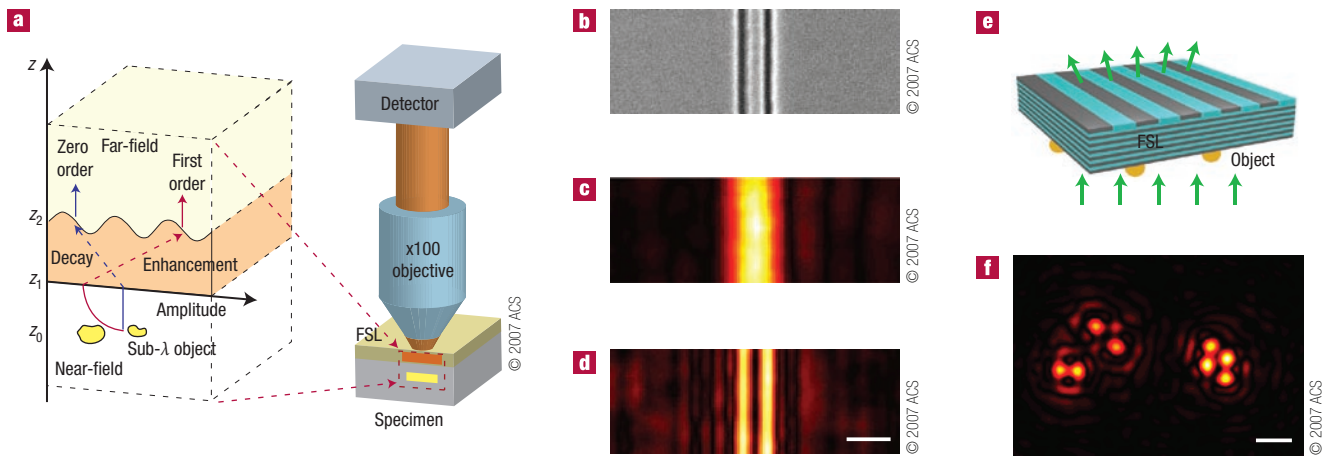 a
z
Zero
order
Far-field
First
order
z2
Decay
Enhancement
z1
Amplitude
z0
Sub-λ object
Near-field
Detector
x100
objective
FSL
Specimen
© 2007 ACS
b
© 2007 ACS
c
© 2007 ACS
d
© 2007 ACS
e
FSL
Object
f
© 2007 ACS